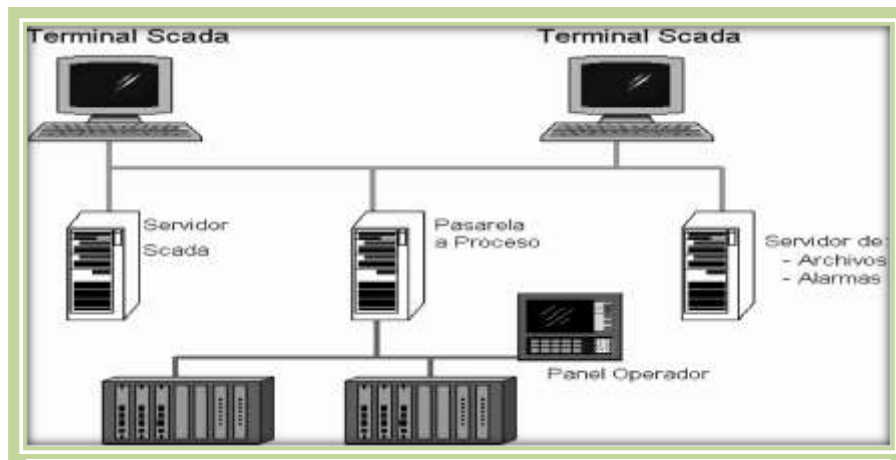 Terminal Scada
Terminal Scada
Servidor
Scada
Pasarela
a Proceso
Servidor de:
- Archivos
- Alarmas
Panel Operador